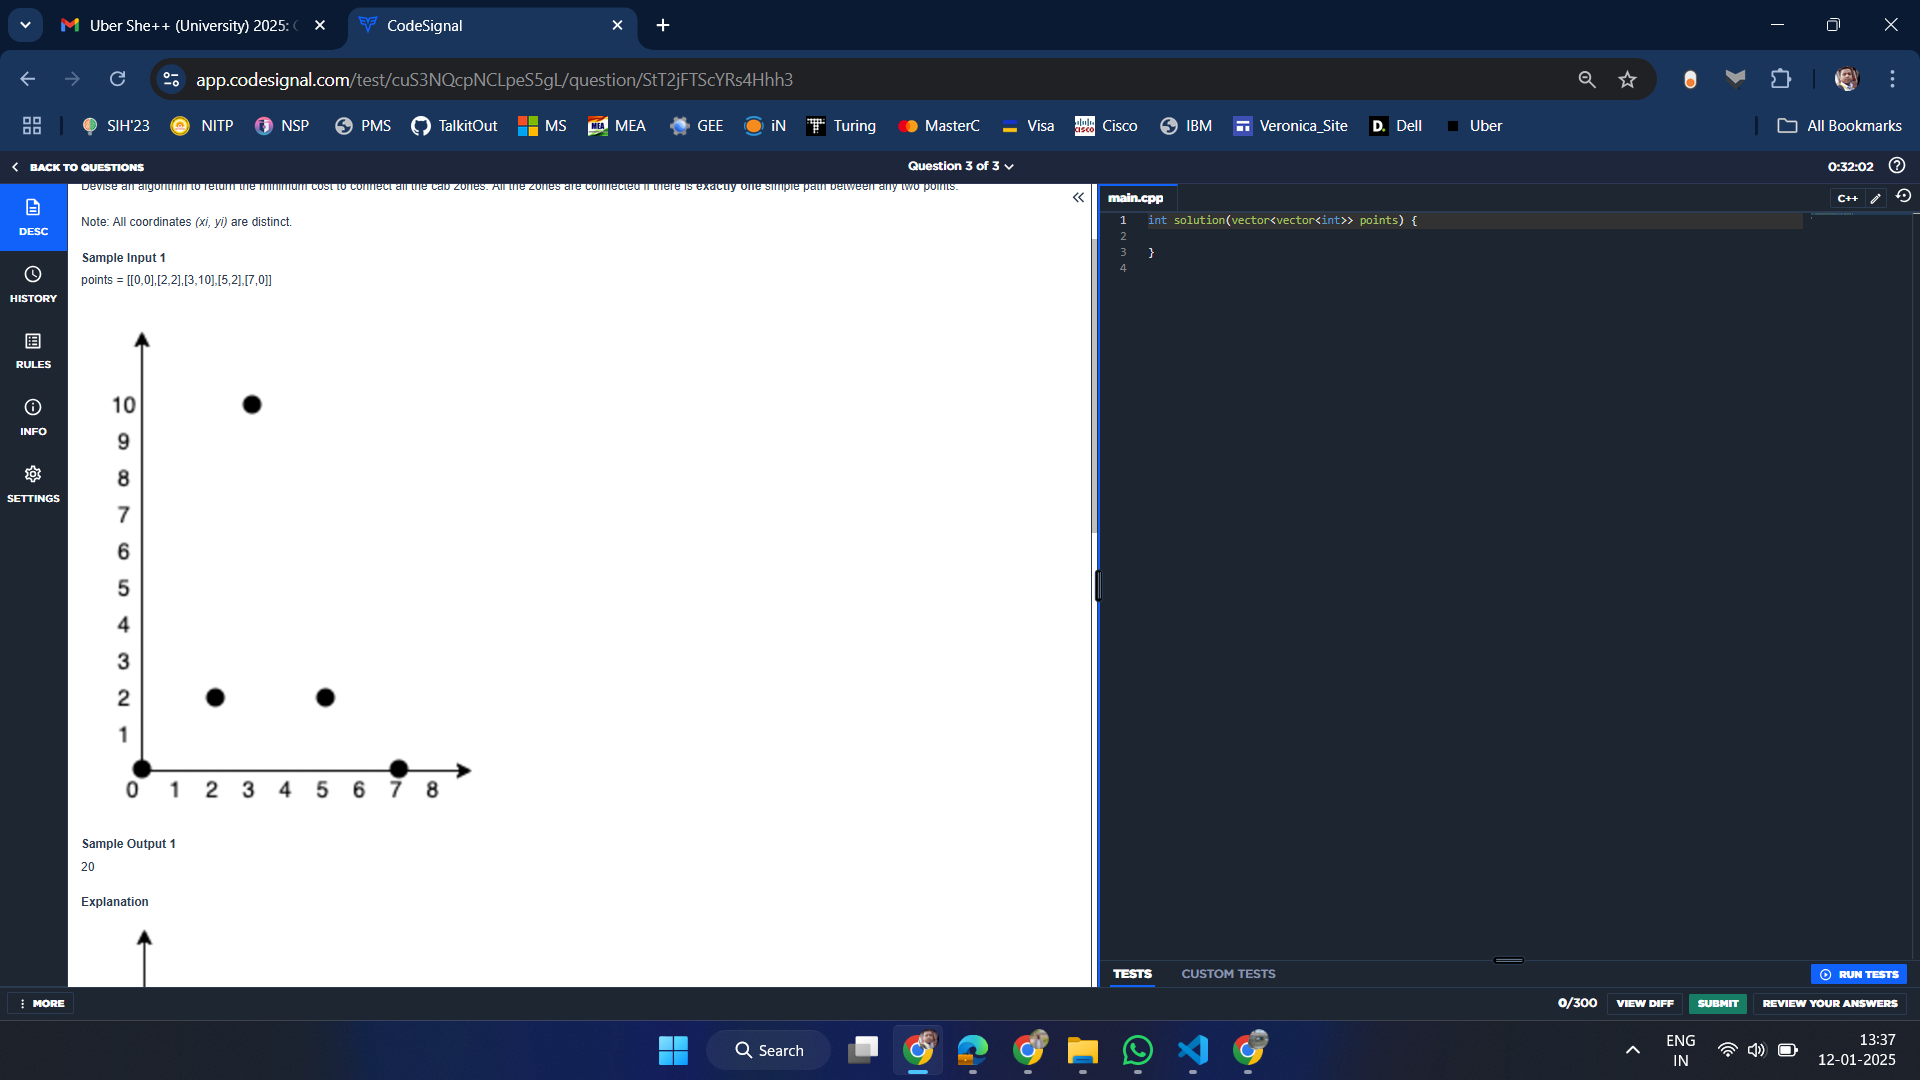 Uber She++ (University) 2025: C
CodeSignal
app.codesignal.com/test/cuS3NQcpNCLpeS5gL/question/StT2jFTScYRs4Hhh3
SIH'23
NITP
NSP
PMS
TalkitOut
MS
MEA
GEE
iN
Turing
MasterC
Visa
Cisco
IBM
Veronica_Site
Dell
Uber
All Bookmarks
BACK TO QUESTIONS
Question 3 of 3
0:32:02
DESC
HISTORY
RULES
INFO
SETTINGS
Devise an algorithm to return the minimum cost to connect all the cab zones. All the zones are connected if there is exactly one simple path between any two points.
Note: All coordinates (xi, yi) are distinct.
Sample Input 1
points = [[0,0],[2,2],[3,10],[5,2],[7,0]]
10
9
8
7
6
5
4
3
2
1
0 1 2 3 4 5 6 7 8
Sample Output 1
20
Explanation
main.cpp
C++
1 int solution(vector<vector<int>> points) {
2
3 }
4
TESTS
CUSTOM TESTS
RUN TESTS
MORE
0/300
VIEW DIFF
SUBMIT
REVIEW YOUR ANSWERS
Search
ENG
IN
13:37
12-01-2025